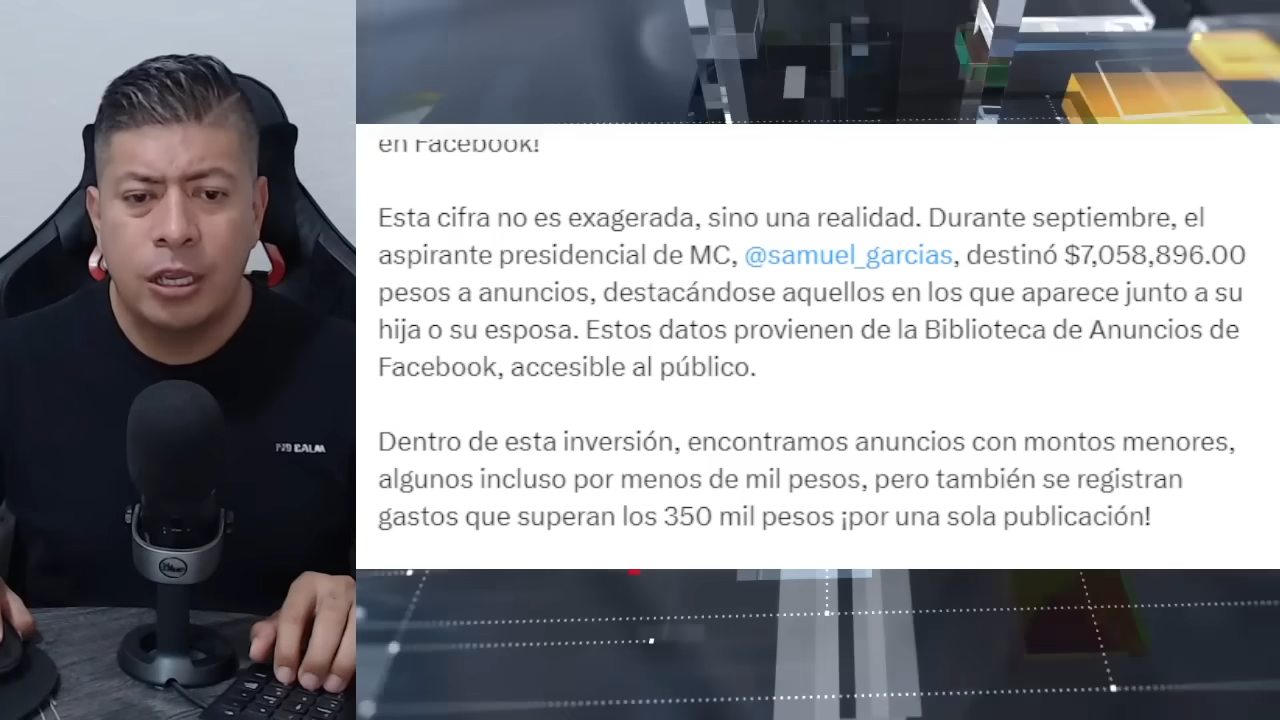 en Facebook!
Esta cifra no es exagerada, sino una realidad. Durante septiembre, el
aspirante presidencial de MC, @samuel_garcias, destinó $7,058,896.00
pesos a anuncios, destacándose aquellos en los que aparece junto a su
hija o su esposa. Estos datos provienen de la Biblioteca de Anuncios de
Facebook, accesible al público.
Dentro de esta inversión, encontramos anuncios con montos menores,
algunos incluso por menos de mil pesos, pero también se registran
gastos que superan los 350 mil pesos ¡por una sola publicación!
Blue